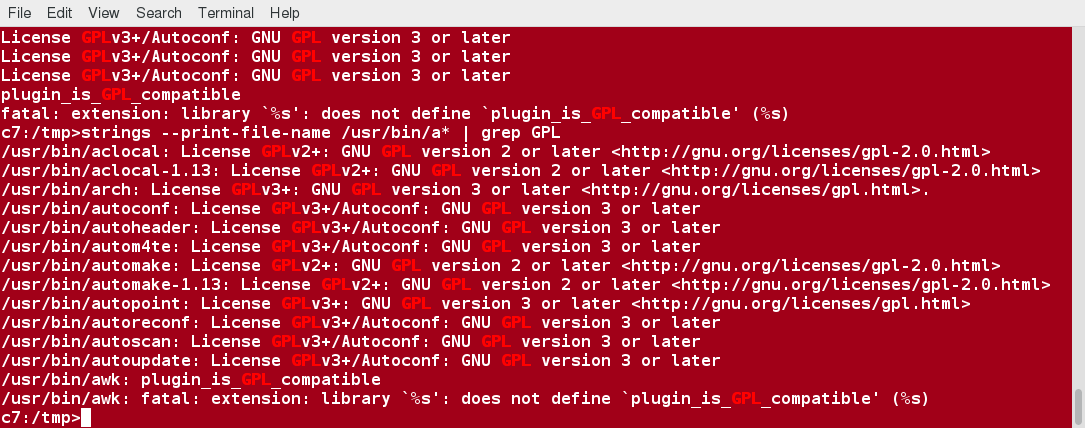 File Edit View Search Terminal Help
License GPLv3+/Autoconf: GNU GPL version 3 or later
License GPLv3+/Autoconf: GNU GPL version 3 or later
License GPLv3+/Autoconf: GNU GPL version 3 or later
plugin_is_GPL_compatible
fatal: extension: library `%s': does not define `plugin_is_GPL_compatible' (%s)
c7:/tmp>strings --print-file-name /usr/bin/a* | grep GPL
/usr/bin/aclocal: License GPLv2+: GNU GPL version 2 or later <http://gnu.org/licenses/gpl-2.0.html>
/usr/bin/aclocal-1.13: License GPLv2+: GNU GPL version 2 or later <http://gnu.org/licenses/gpl-2.0.html>
/usr/bin/arch: License GPLv3+: GNU GPL version 3 or later <http://gnu.org/licenses/gpl.html>.
/usr/bin/autoconf: License GPLv3+/Autoconf: GNU GPL version 3 or later
/usr/bin/autoheader: License GPLv3+/Autoconf: GNU GPL version 3 or later
/usr/bin/autom4te: License GPLv3+/Autoconf: GNU GPL version 3 or later
/usr/bin/automake: License GPLv2+: GNU GPL version 2 or later <http://gnu.org/licenses/gpl-2.0.html>
/usr/bin/automake-1.13: License GPLv2+: GNU GPL version 2 or later <http://gnu.org/licenses/gpl-2.0.html>
/usr/bin/autopoint: License GPLv3+: GNU GPL version 3 or later <http://gnu.org/licenses/gpl.html>
/usr/bin/autoreconf: License GPLv3+/Autoconf: GNU GPL version 3 or later
/usr/bin/autoscan: License GPLv3+/Autoconf: GNU GPL version 3 or later
/usr/bin/autoupdate: License GPLv3+/Autoconf: GNU GPL version 3 or later
/usr/bin/awk: plugin_is_GPL_compatible
/usr/bin/awk: fatal: extension: library `%s': does not define `plugin_is_GPL_compatible' (%s)
c7:/tmp>